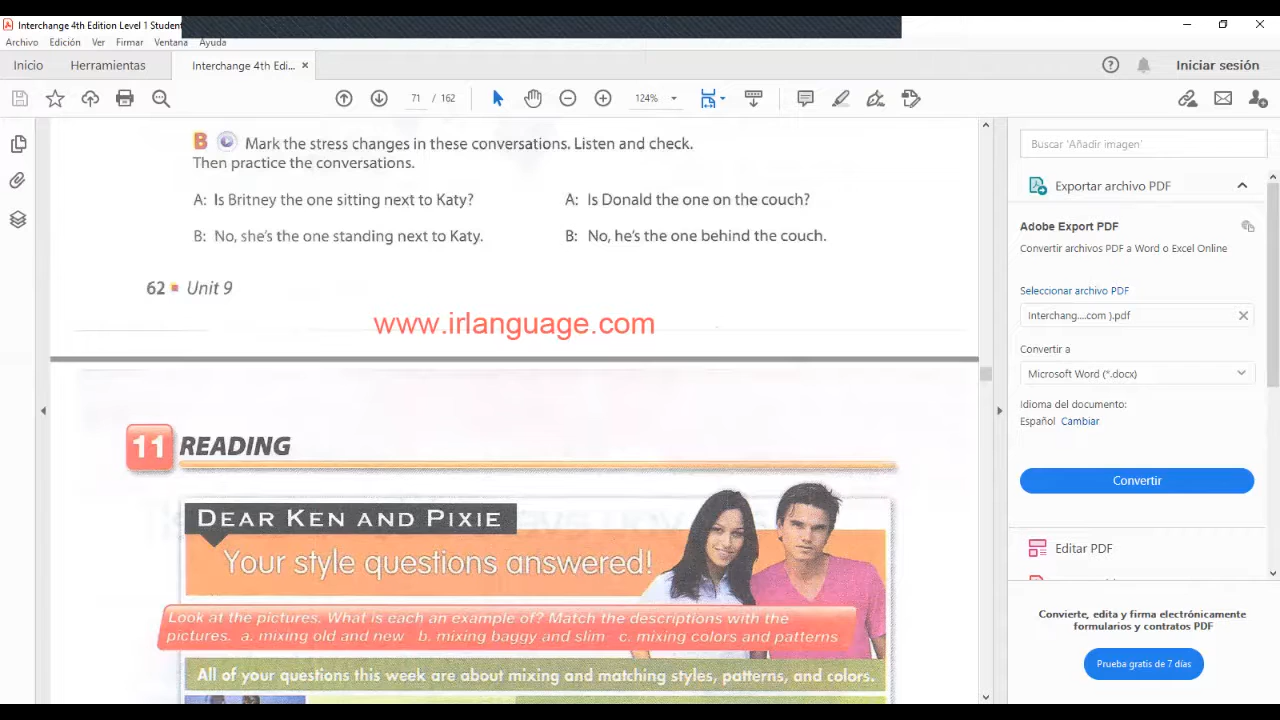 Interchange 4th Edition Level 1 Student
Archivo Edición Ver Firmar Ventana Ayuda
Inicio Herramientas Interchange 4th Edi... × Iniciar sesión
71 / 162 124%
B Mark the stress changes in these conversations. Listen and check.
Then practice the conversations.
A: Is Britney the one sitting next to Katy? A: Is Donald the one on the couch?
B: No, she's the one standing next to Katy. B: No, he's the one behind the couch.
62 Unit 9
www.irlanguage.com
11 READING
DEAR KEN AND PIXIE
Your style questions answered!
Look at the pictures. What is each an example of? Match the descriptions with the
pictures. a. mixing old and new b. mixing baggy and slim c. mixing colors and patterns
All of your questions this week are about mixing and matching styles, patterns, and colors.
Buscar 'Añadir imagen'
Exportar archivo PDF
Adobe Export PDF
Convertir archivos PDF a Word o Excel Online
Seleccionar archivo PDF
Interchang....com ).pdf
Convertir a
Microsoft Word (*.docx)
Idioma del documento:
Español Cambiar
Convertir
Editar PDF
Convierte, edita y firma electrónicamente
formularios y contratos PDF
Prueba gratis de 7 días